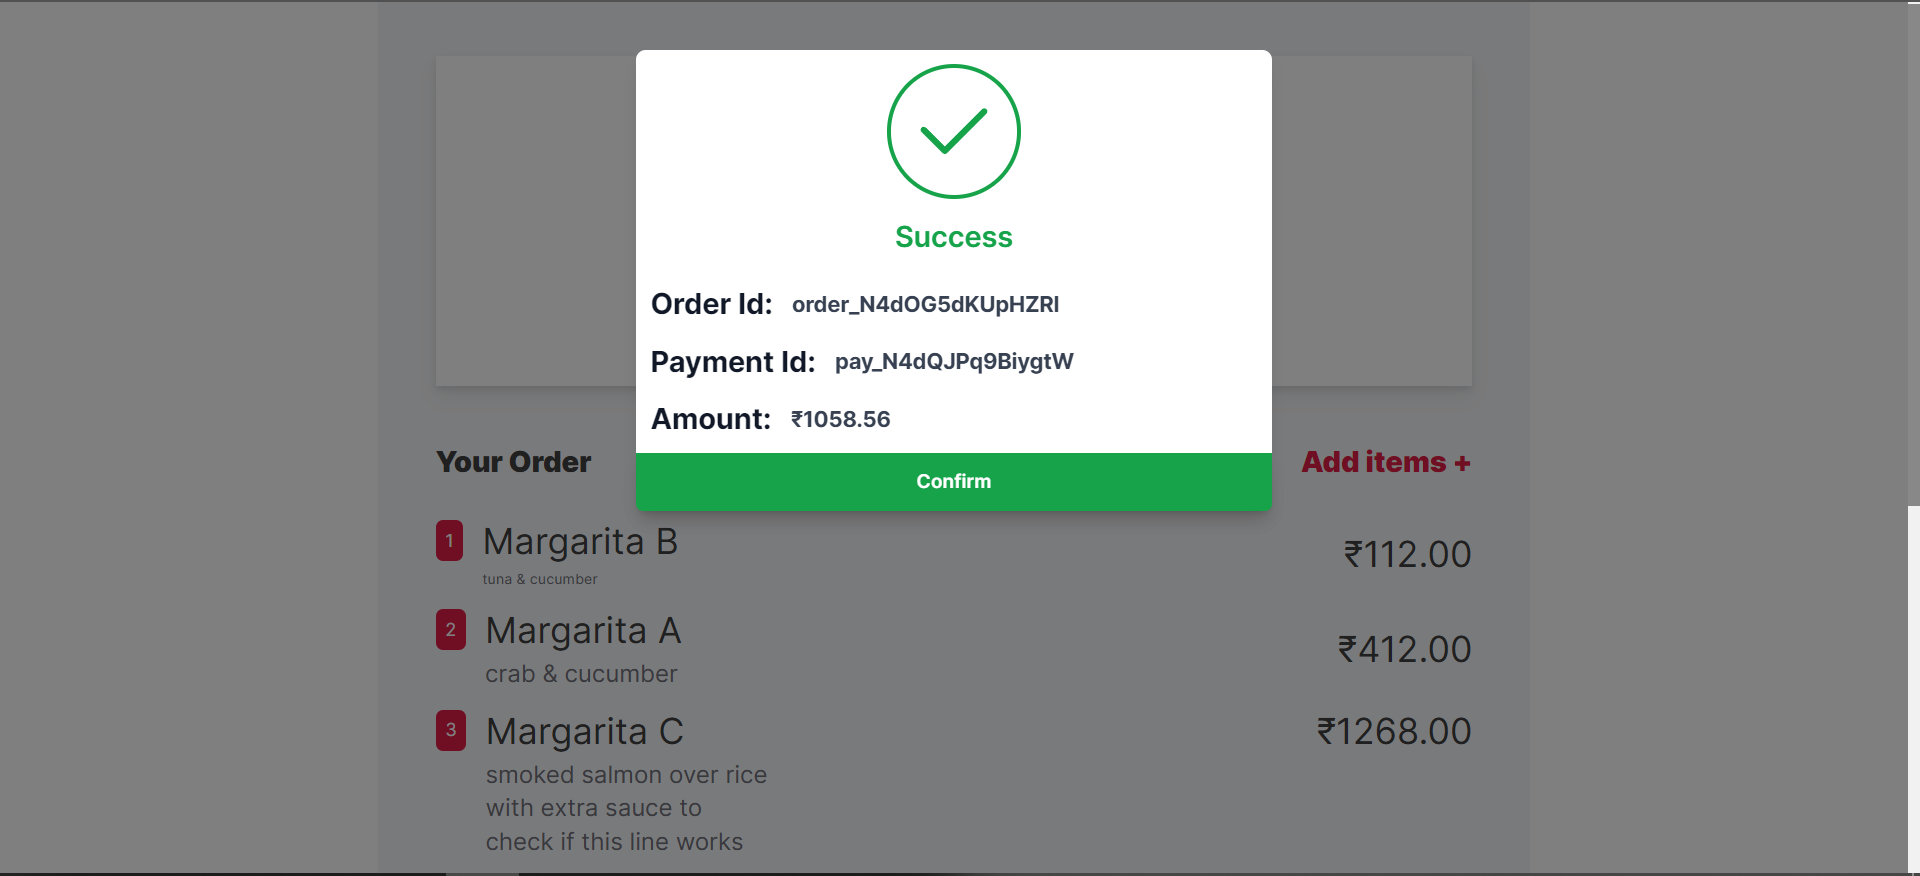 Success
Order Id: order_N4dOG5dKUpHZRI
Payment Id: pay_N4dQJPq9BiygtW
Amount: ₹1058.56
Confirm
Your Order
Add items +
1 Margarita B ₹112.00
tuna & cucumber
2 Margarita A ₹412.00
crab & cucumber
3 Margarita C ₹1268.00
smoked salmon over rice
with extra sauce to
check if this line works